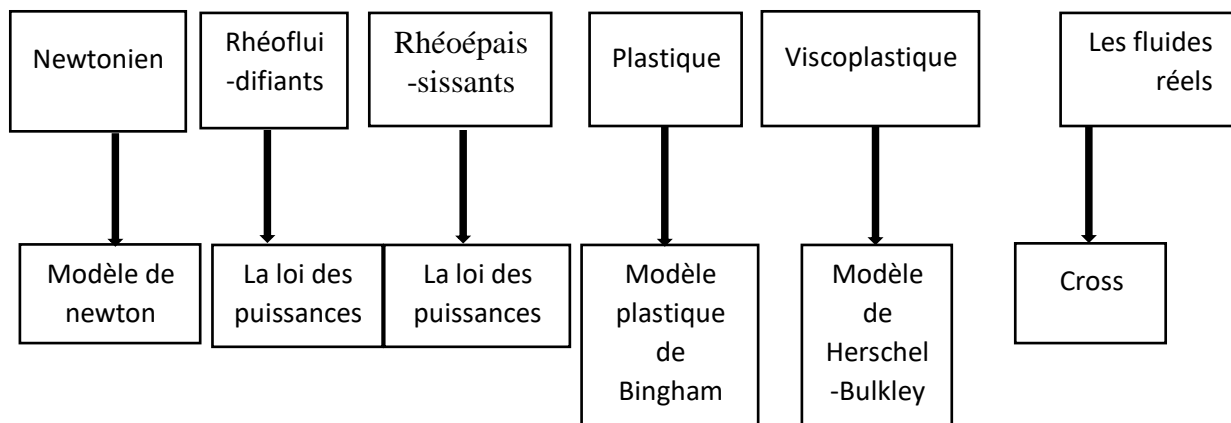 Newtonien
Rhéoflui
-difiants
Rhéoépais
-sissants
Plastique
Viscoplastique
Les fluides
réels
Modèle de
newton
La loi des
puissances
La loi des
puissances
Modèle
plastique
de
Bingham
Modèle
de
Herschel
-Bulkley
Cross